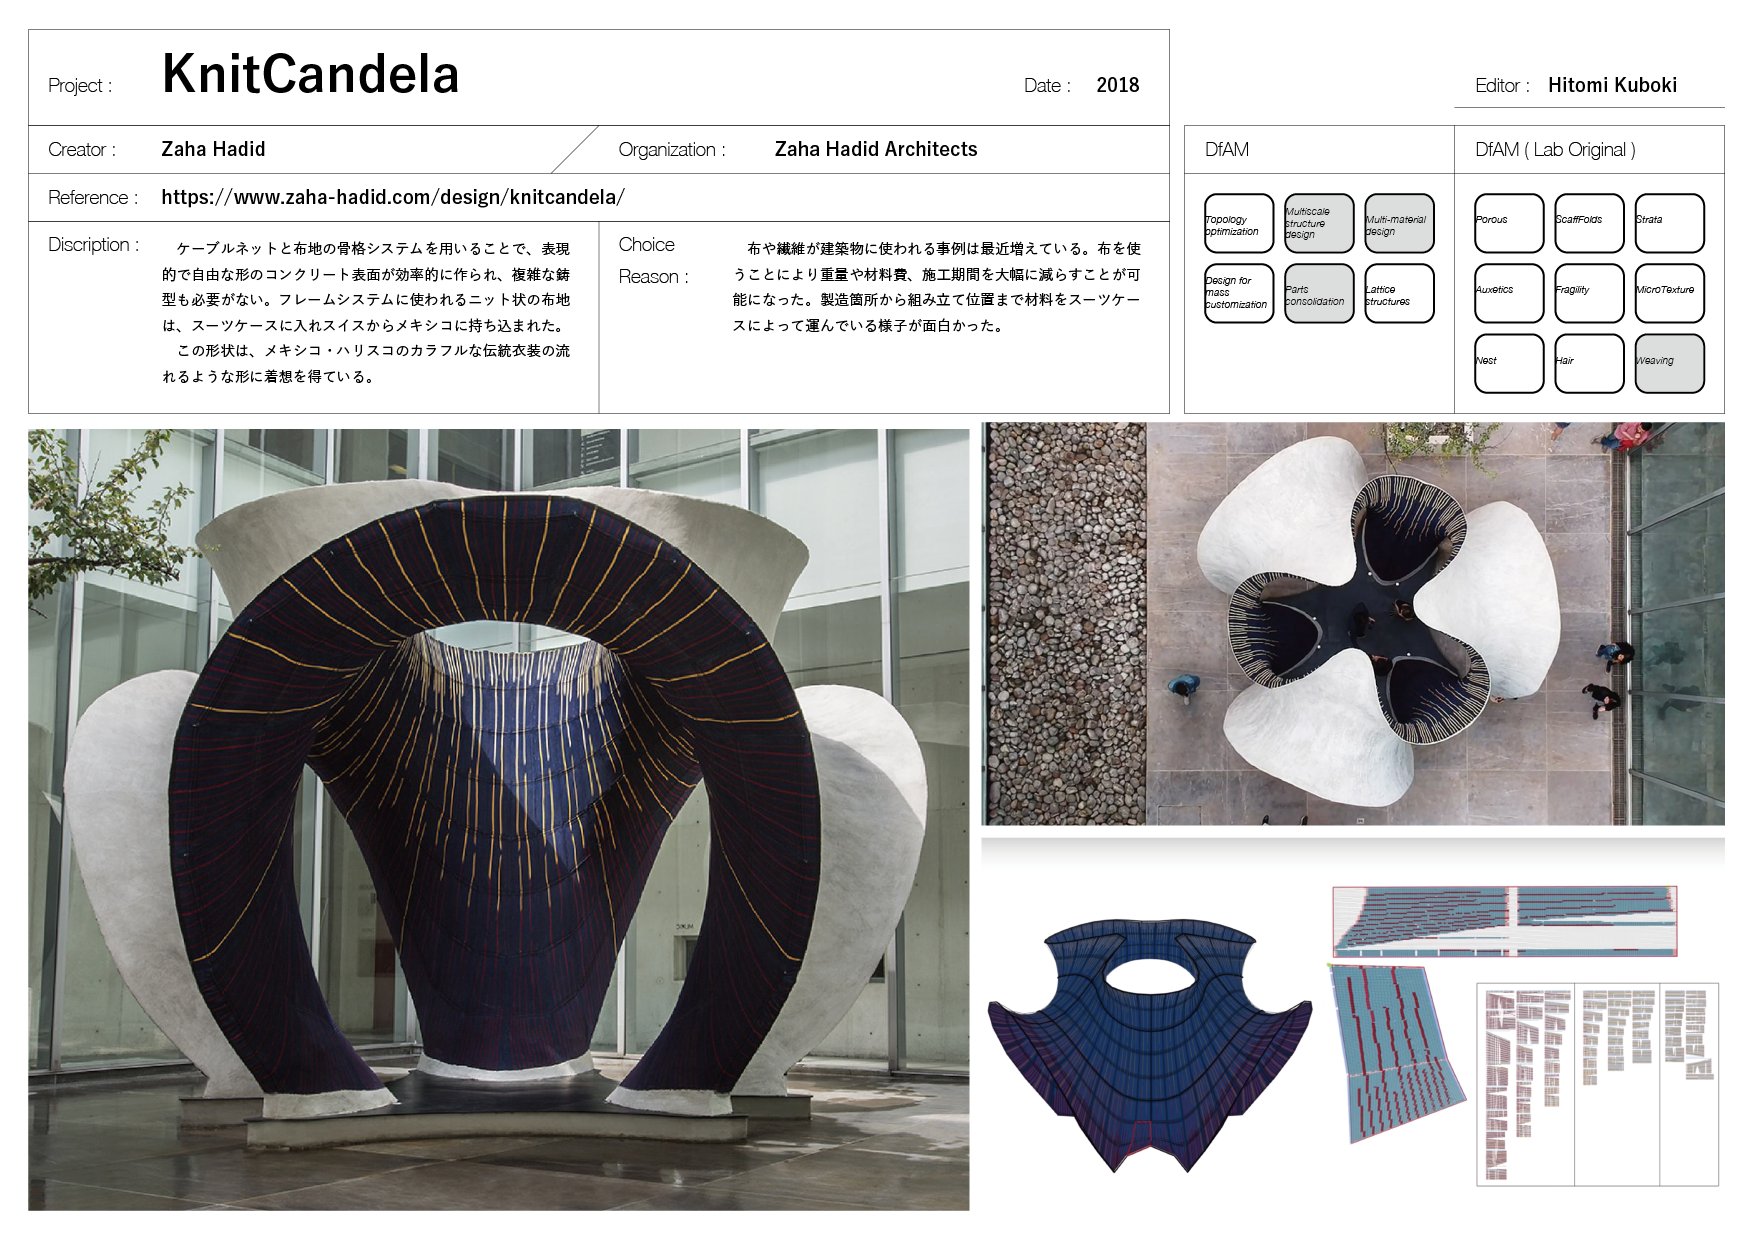 Project : KnitCandela Date : 2018
Editor : Hitomi Kuboki
Creator : Zaha Hadid
Organization : Zaha Hadid Architects
Reference : https://www.zaha-hadid.com/design/knitcandela/
Discription :
ケーブルネットと布地の骨格システムを用いることで、表現
的で自由な形のコンクリート表面が効率的に作られ、複雑な鋳
型も必要がない。フレームシステムに使われるニット状の布地
は、スーツケースに入れスイスからメキシコに持ち込まれた。
この形状は、メキシコ・ハリスコのカラフルな伝統衣装の流
れるような形に着想を得ている。
Choice
Reason :
布や繊維が建築物に使われる事例は最近増えている。布を使
うことにより重量や材料費、施工期間を大幅に減らすことが可
能になった。製造箇所から組み立て位置まで材料をスーツケー
スによって運んでいる様子が面白かった。
DfAM
Topology
optimization
Multiscale
structure
design
Multi-material
design
Design for
mass
customization
Parts
consolidation
Lattice
structures
DfAM ( Lab Original )
Porous
ScaffFolds
Strata
Auxetics
Fragility
MicroTexture
Nest
Hair
Weaving